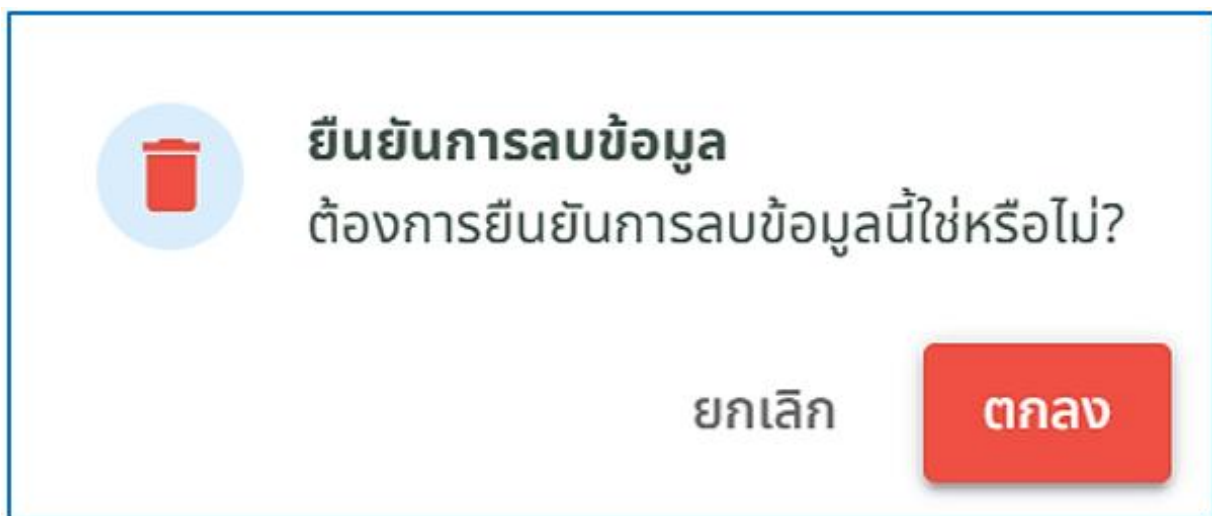 ยืนยันการลบข้อมูล
ต้องการยืนยันการลบข้อมูลนี้ใช่หรือไม่?
ยกเลิก ตกลง